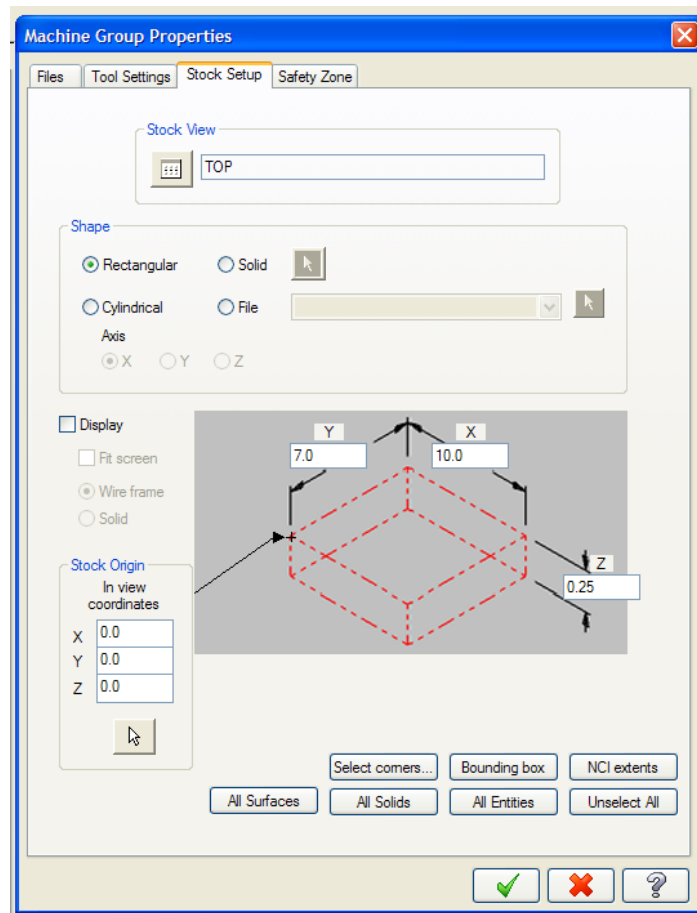 Machine Group Properties
Files Tool Settings Stock Setup Safety Zone
Stock View
TOP
Shape
Rectangular Solid
Cylindrical File
Axis
X Y Z
Display
Fit screen
Wire frame
Solid
Y X
7.0 10.0
Z
0.25
Stock Origin
In view
coordinates
X 0.0
Y 0.0
Z 0.0
Select corners... Bounding box NCI extents
All Surfaces All Solids All Entities Unselect All